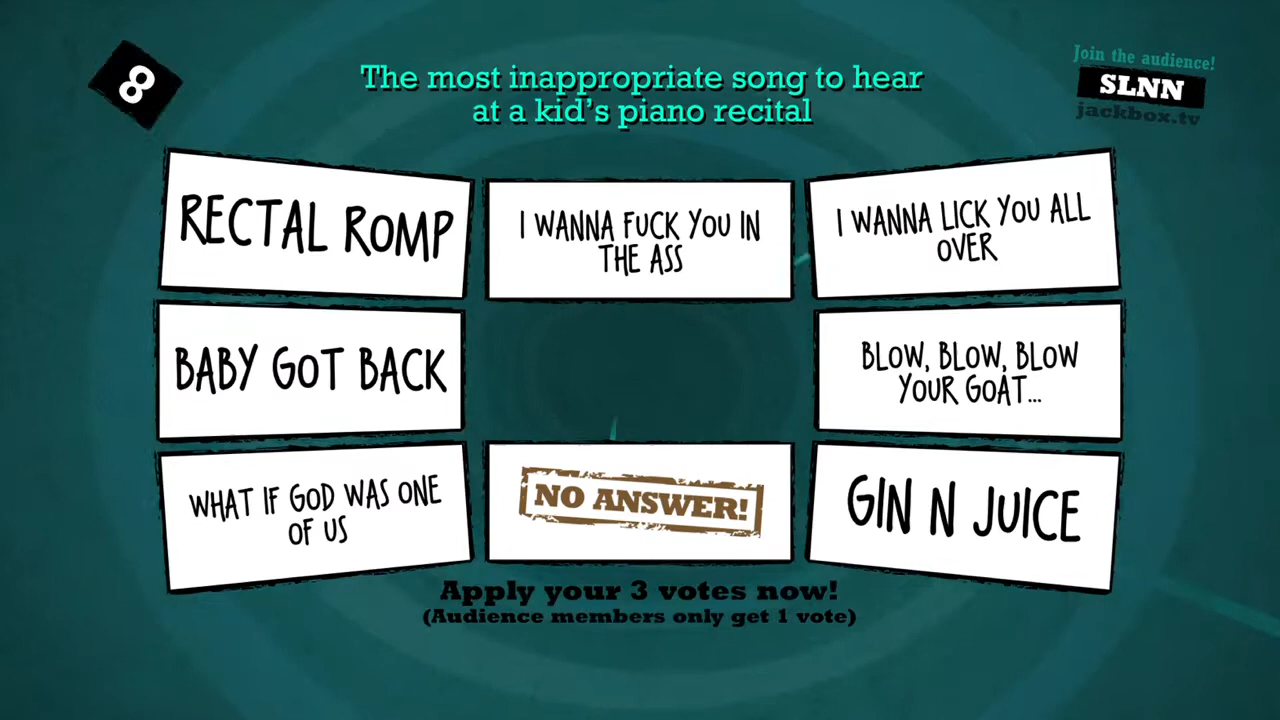 8
The most inappropriate song to hear
at a kid's piano recital
Join the audience!
SLNN
jackbox.tv
RECTAL ROMP
I WANNA FUCK YOU IN
THE ASS
I WANNA LICK YOU ALL
OVER
BABY GOT BACK
BLOW, BLOW, BLOW
YOUR GOAT...
WHAT IF GOD WAS ONE
OF US
NO ANSWER!
GIN N JUICE
Apply your 3 votes now!
(Audience members only get 1 vote)